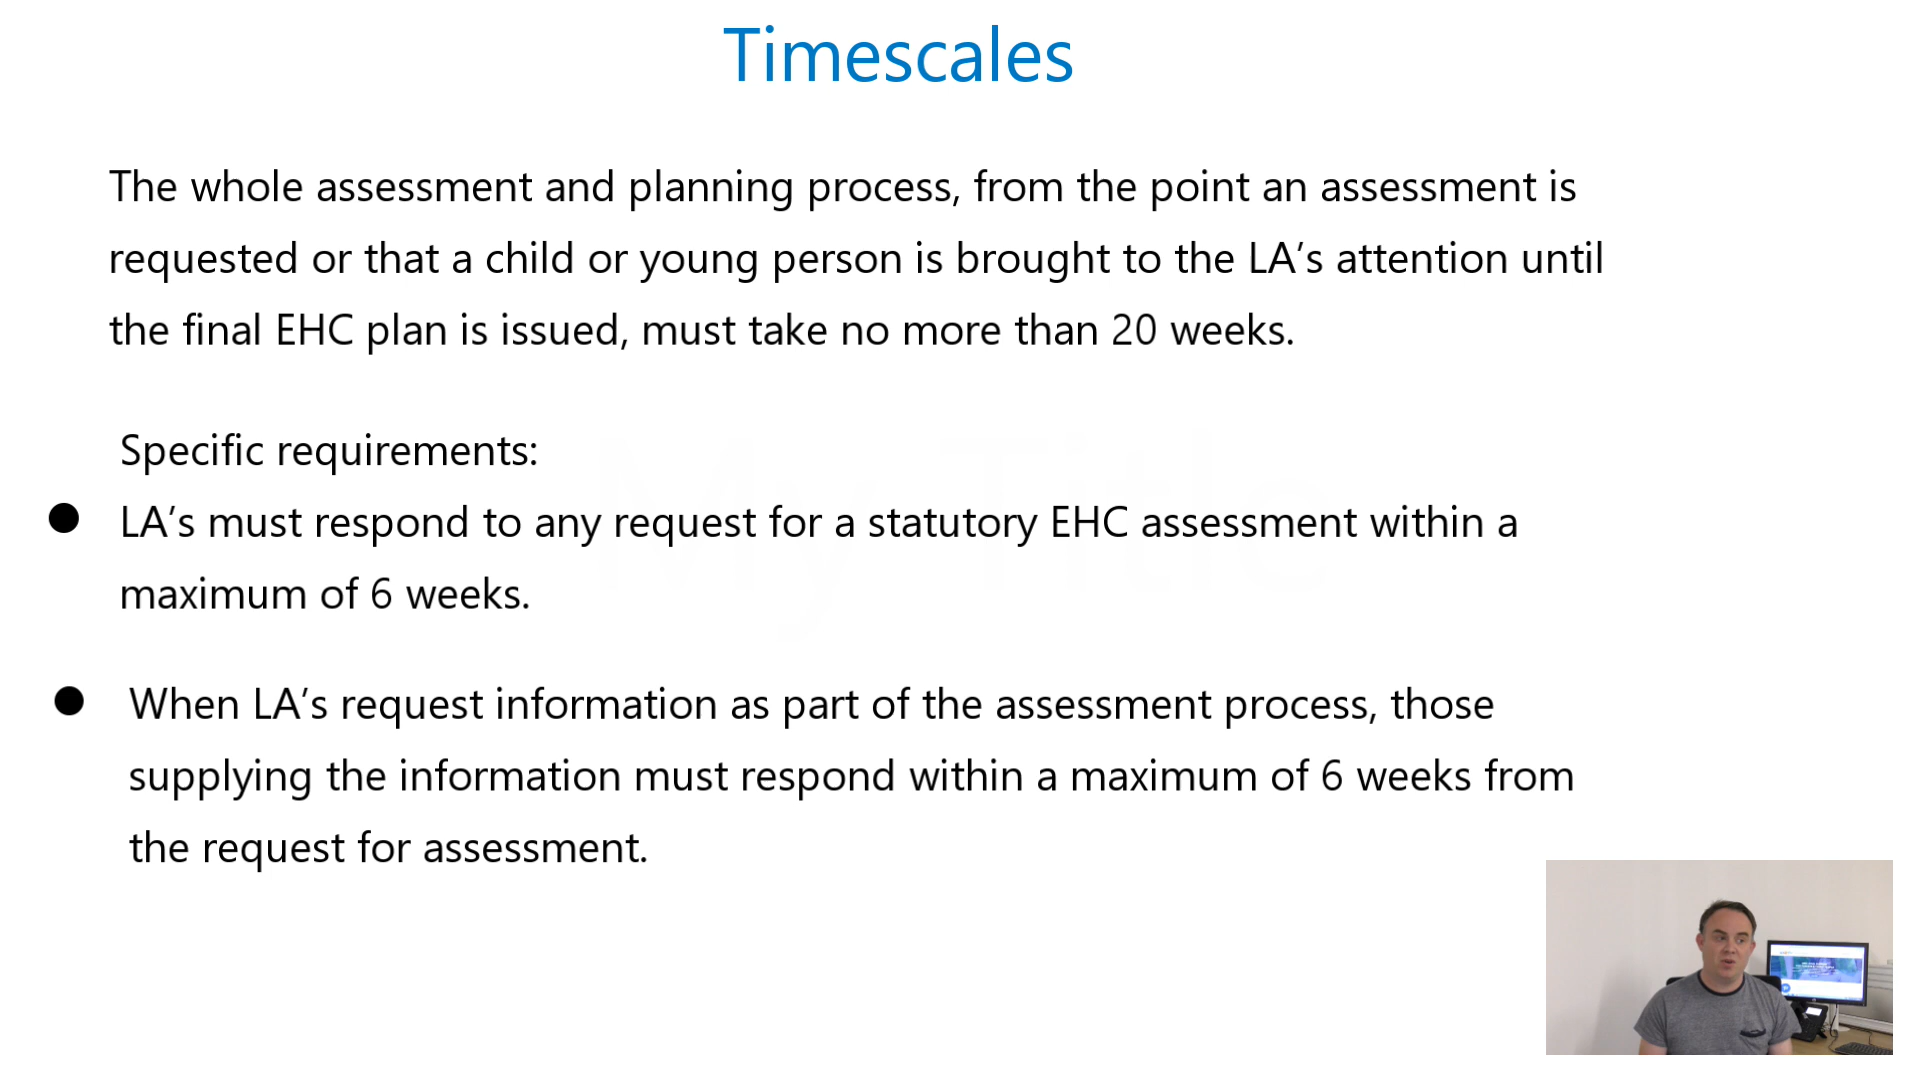 Timescales
The whole assessment and planning process, from the point an assessment is
requested or that a child or young person is brought to the LA’s attention until
the final EHC plan is issued, must take no more than 20 weeks.
Specific requirements:
● LA’s must respond to any request for a statutory EHC assessment within a
maximum of 6 weeks.
● When LA’s request information as part of the assessment process, those
supplying the information must respond within a maximum of 6 weeks from
the request for assessment.